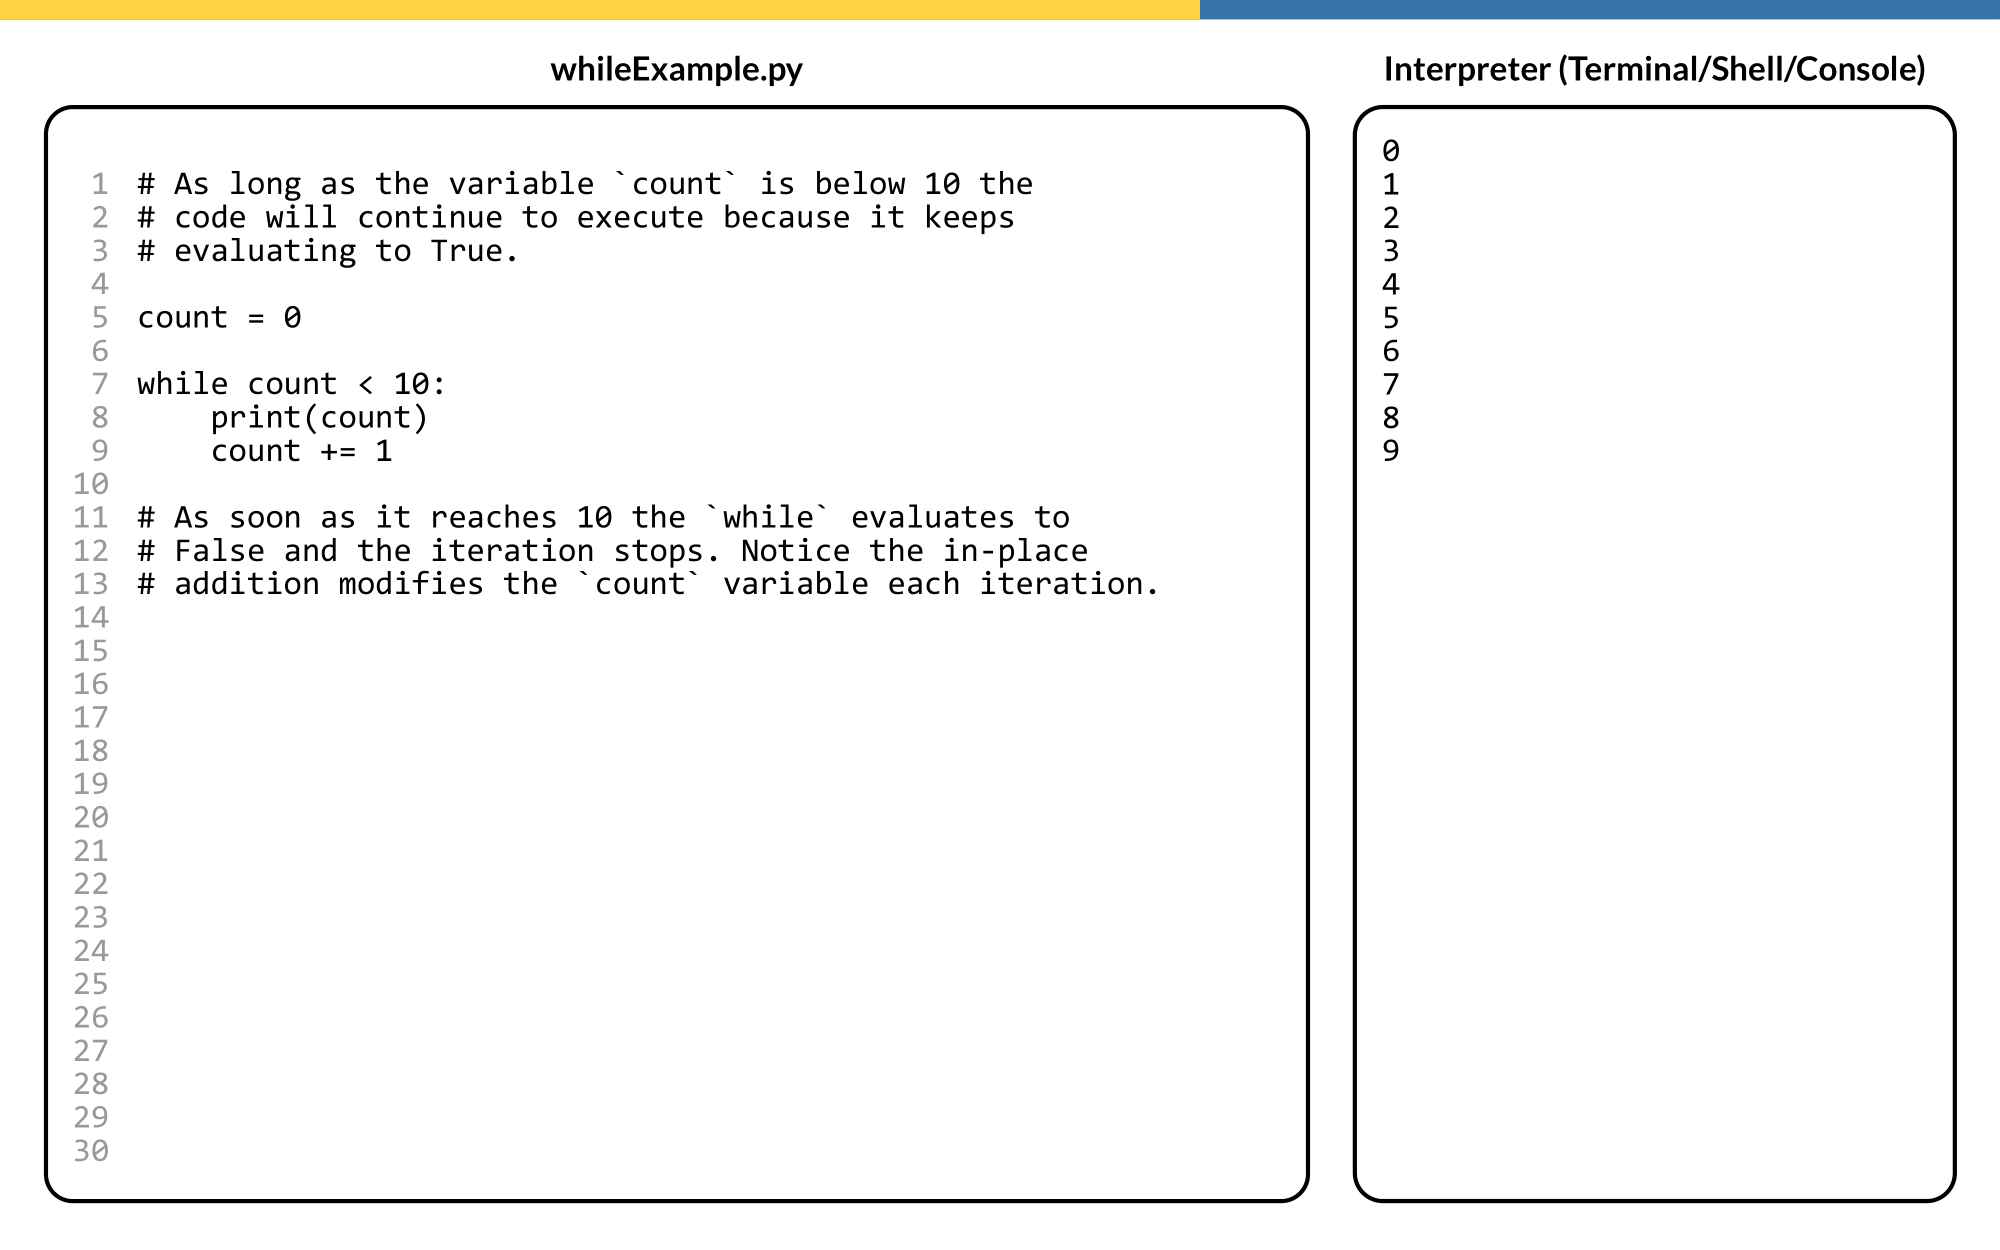 whileExample.py
1 # As long as the variable `count` is below 10 the
2 # code will continue to execute because it keeps
3 # evaluating to True.
4
5 count = 0
6
7 while count < 10:
8     print(count)
9     count += 1
10
11 # As soon as it reaches 10 the `while` evaluates to
12 # False and the iteration stops. Notice the in-place
13 # addition modifies the `count` variable each iteration.
14
15
16
17
18
19
20
21
22
23
24
25
26
27
28
29
30
Interpreter (Terminal/Shell/Console)
0
1
2
3
4
5
6
7
8
9